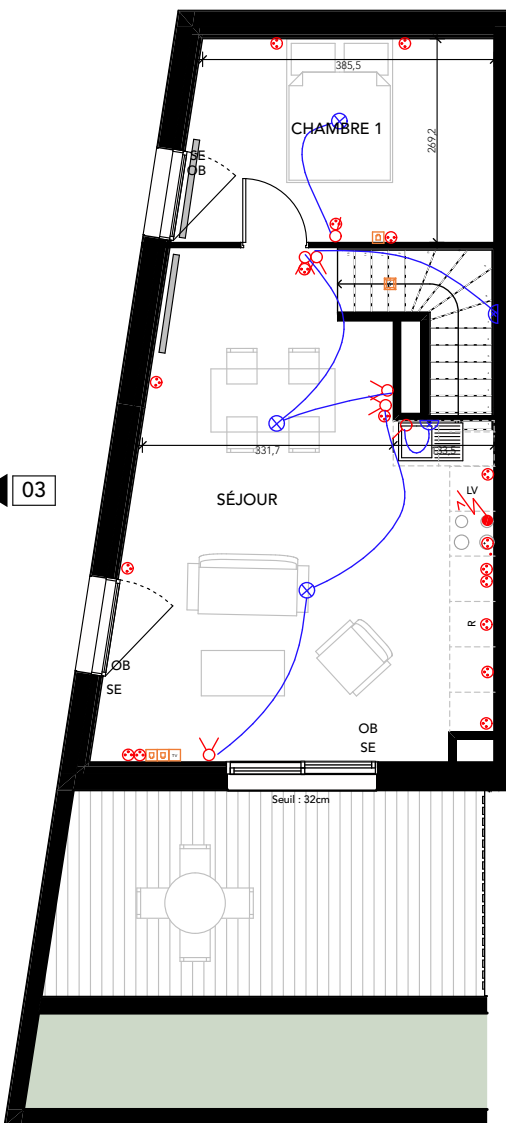 385,5
CHAMBRE 1
269,2
SE
OB
331,7
133,5
03
SÉJOUR
LV
R
OB
SE
OB
SE
Seuil : 32cm